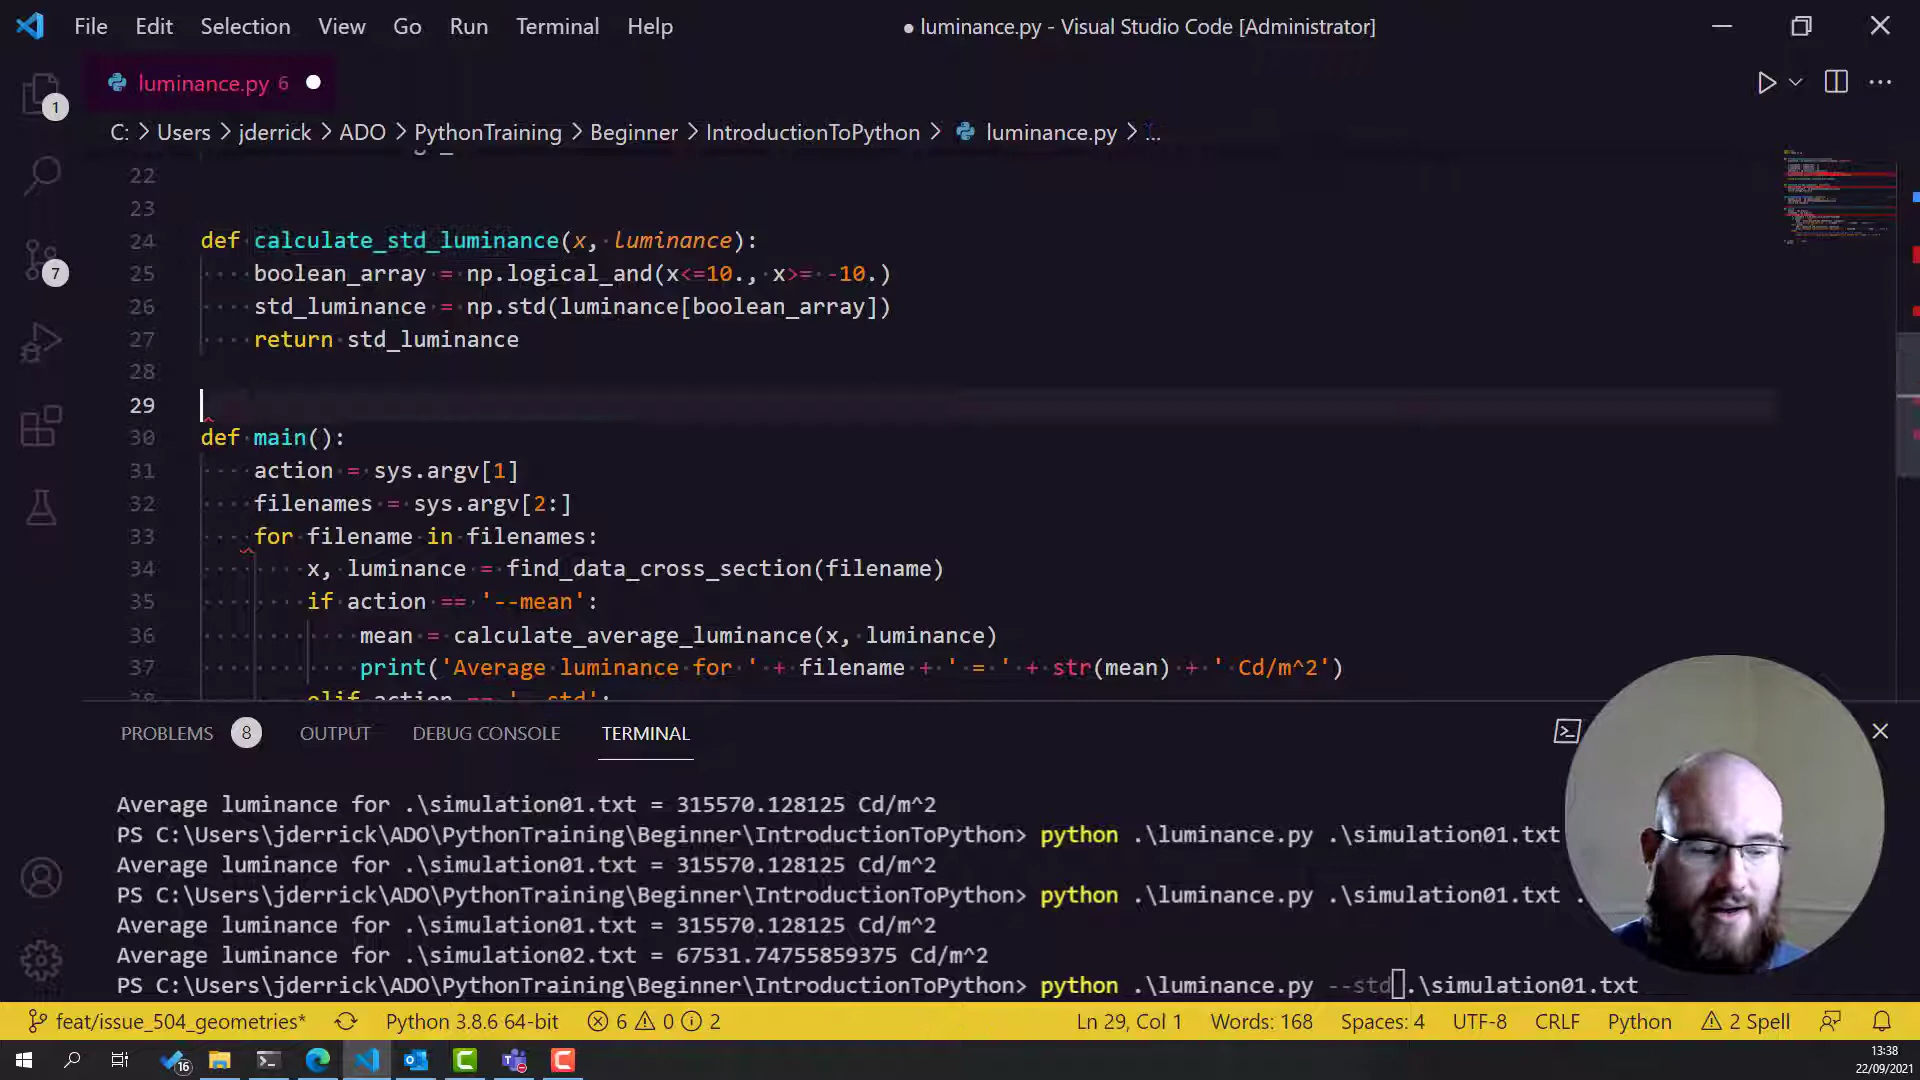 File Edit Selection View Go Run Terminal Help
● luminance.py - Visual Studio Code [Administrator]
luminance.py 6
1
C: > Users > jderrick > ADO > PythonTraining > Beginner > IntroductionToPython > luminance.py > ...
22
23
24 def calculate_std_luminance(x, luminance):
25 boolean_array = np.logical_and(x<=10., x>= -10.)
26 std_luminance = np.std(luminance[boolean_array])
27 return std_luminance
28
29
30 def main():
31 action = sys.argv[1]
32 filenames = sys.argv[2:]
33 for filename in filenames:
34 x, luminance = find_data_cross_section(filename)
35 if action == '--mean':
36 mean = calculate_average_luminance(x, luminance)
37 print('Average luminance for ' + filename + ' = ' + str(mean) + ' Cd/m^2')
38 elif action == '--std':
7
PROBLEMS 8 OUTPUT DEBUG CONSOLE TERMINAL
Average luminance for .\simulation01.txt = 315570.128125 Cd/m^2
PS C:\Users\jderrick\ADO\PythonTraining\Beginner\IntroductionToPython> python .\luminance.py .\simulation01.txt
Average luminance for .\simulation01.txt = 315570.128125 Cd/m^2
PS C:\Users\jderrick\ADO\PythonTraining\Beginner\IntroductionToPython> python .\luminance.py .\simulation01.txt .
Average luminance for .\simulation01.txt = 315570.128125 Cd/m^2
Average luminance for .\simulation02.txt = 67531.74755859375 Cd/m^2
PS C:\Users\jderrick\ADO\PythonTraining\Beginner\IntroductionToPython> python .\luminance.py --std .\simulation01.txt
feat/issue_504_geometries* Python 3.8.6 64-bit 6 0 2 Ln 29, Col 1 Words: 168 Spaces: 4 UTF-8 CRLF Python 2 Spell
16
13:38
22/09/2021